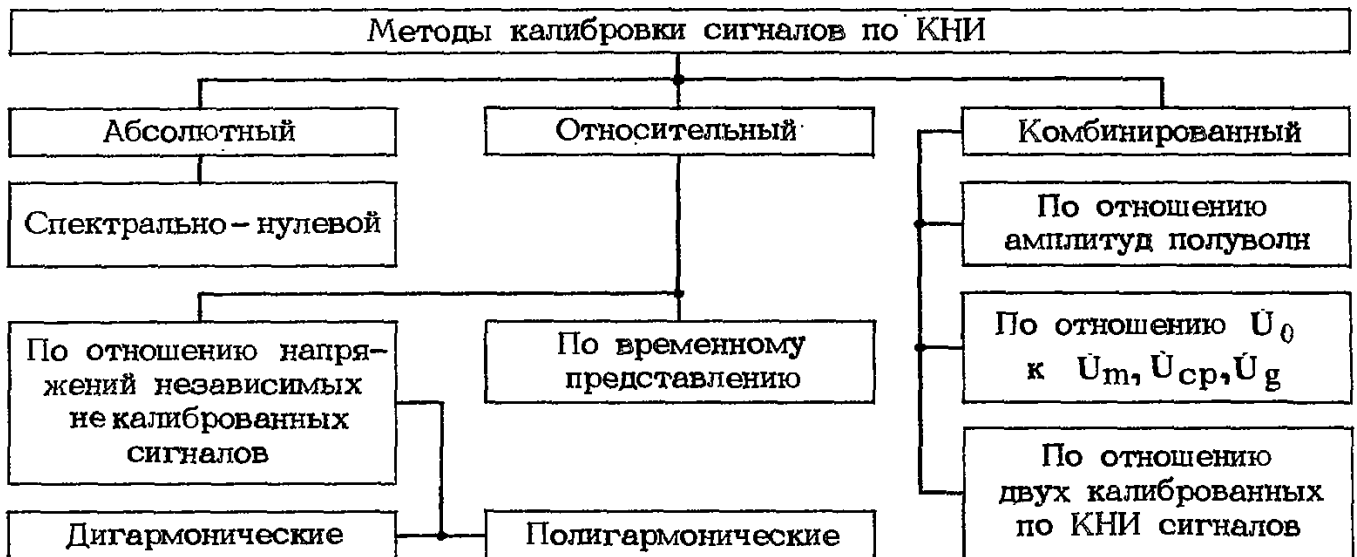 Методы калибровки сигналов по КНИ
Абсолютный
Относительный
Комбинированный
Спектрально-нулевой
По отношению
амплитуд полуволн
По отношению напря-
жений независимых
не калиброванных
сигналов
По временному
представлению
По отношению U̇₀
к U̇m, U̇ср, U̇g
По отношению
двух калиброванных
по КНИ сигналов
Дигармонические
Полигармонические